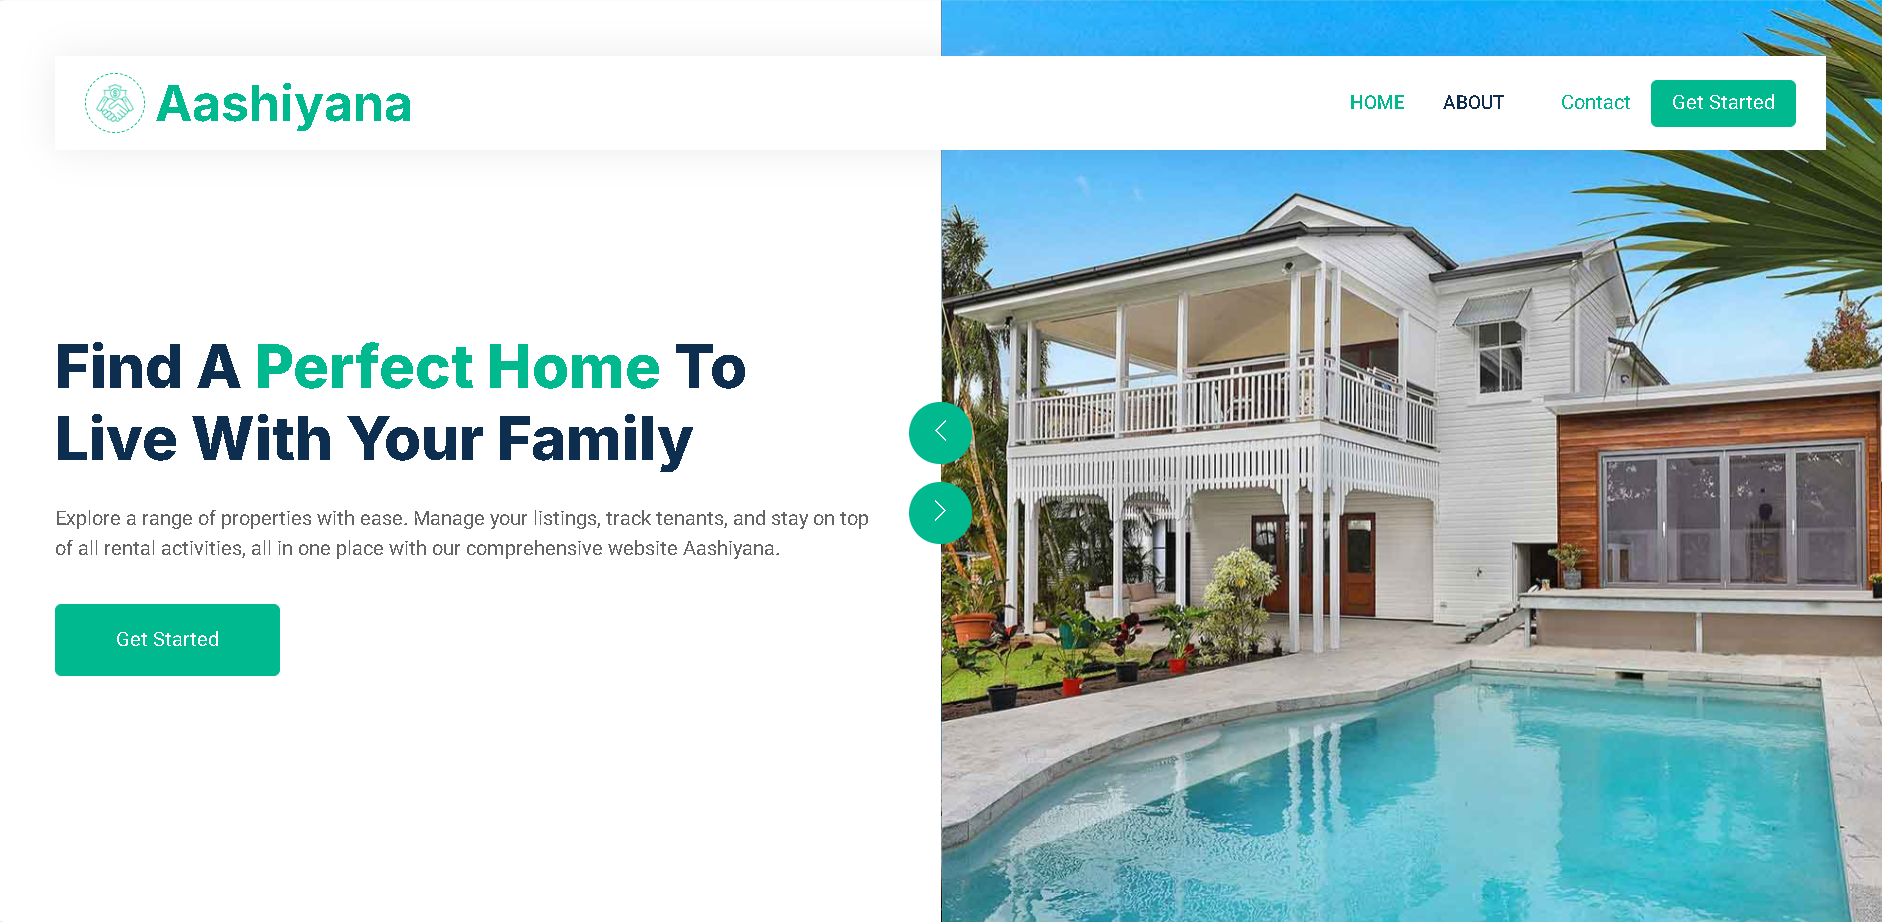 Aashiyana
HOME
ABOUT
Contact
Get Started
Find A Perfect Home To
Live With Your Family
Explore a range of properties with ease. Manage your listings, track tenants, and stay on top
of all rental activities, all in one place with our comprehensive website Aashiyana.
Get Started